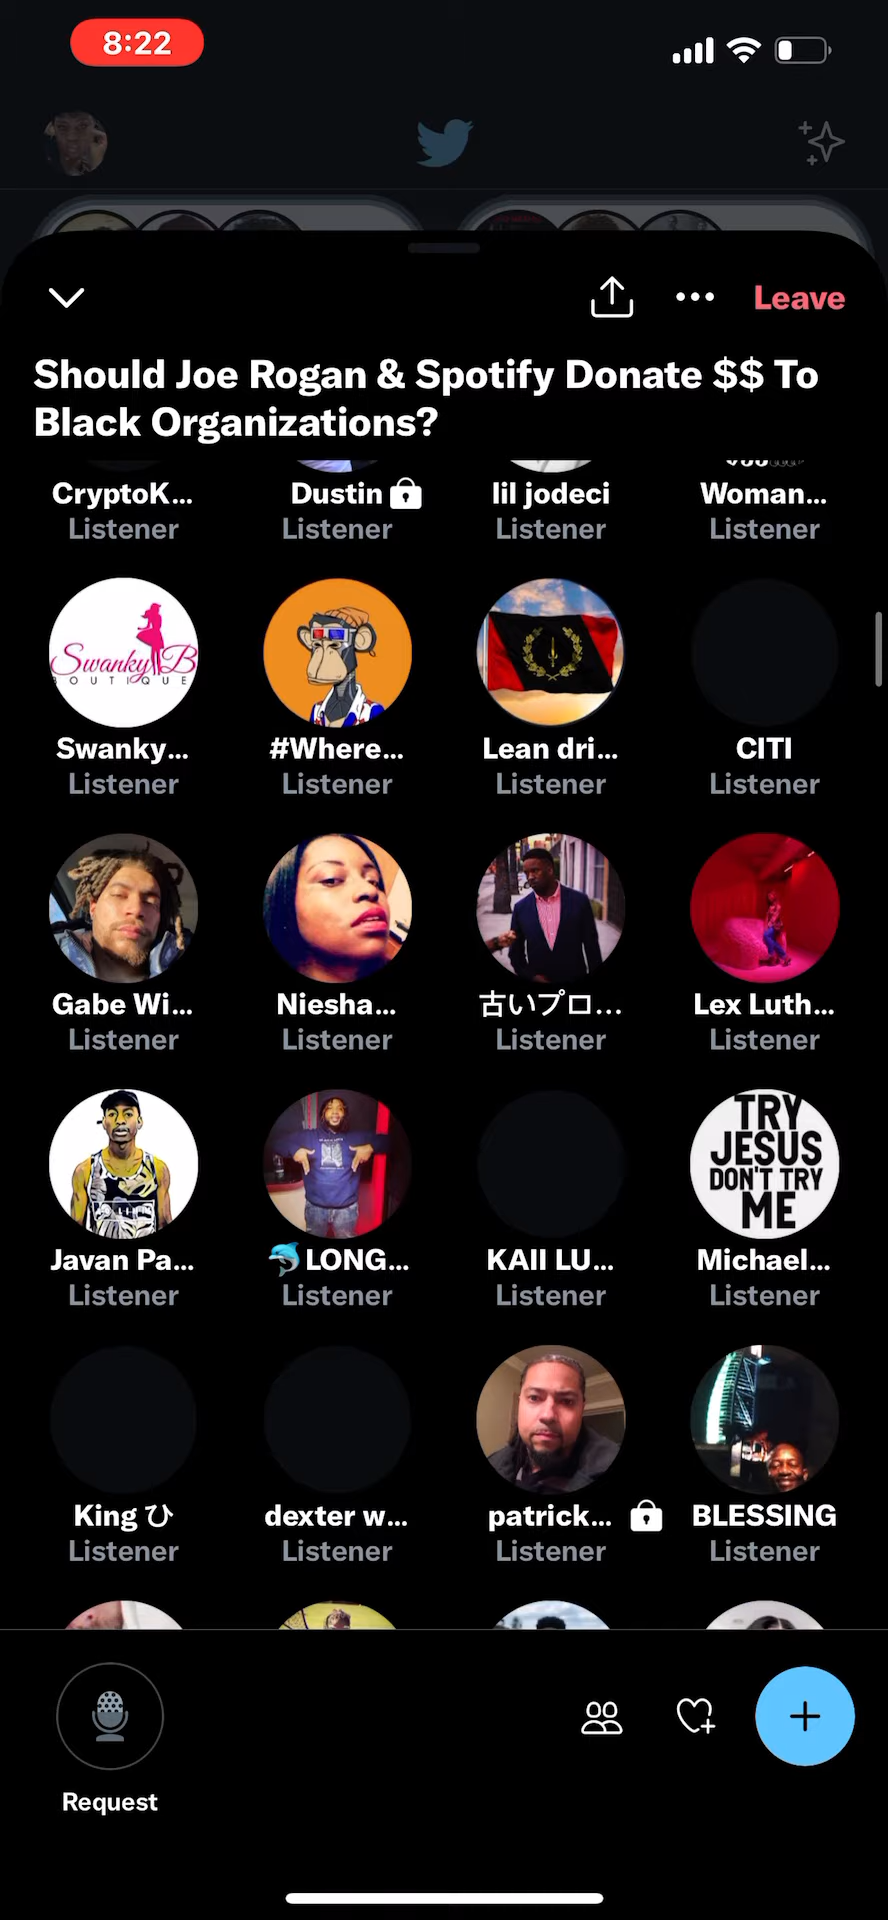 8:22
Leave
Should Joe Rogan & Spotify Donate $$ To
Black Organizations?
CryptoK... Dustin lil jodeci Woman...
Listener Listener Listener Listener
Swanky B
BOUTIQUE
Swanky... #Where... Lean dri... CITI
Listener Listener Listener Listener
Gabe Wi... Niesha... 古いプロ... Lex Luth...
Listener Listener Listener Listener
TRY
JESUS
DON'T TRY
ME
Javan Pa... 🐬LONG... KAII LU... Michael...
Listener Listener Listener Listener
King ひ dexter w... patrick... BLESSING
Listener Listener Listener Listener
Request